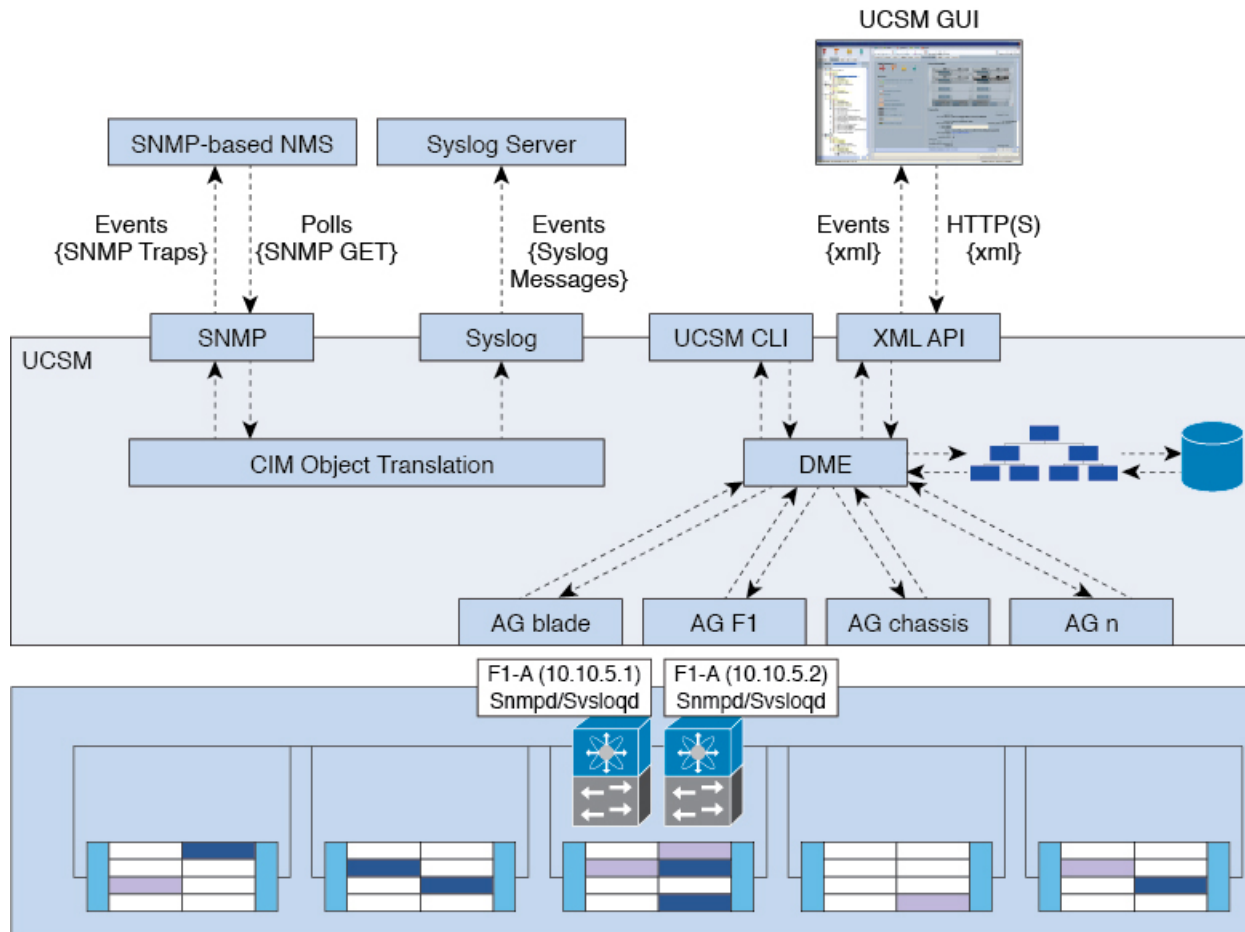 UCSM GUI
SNMP-based NMS
Syslog Server
Events
{SNMP Traps}
Polls
{SNMP GET}
Events
{Syslog
Messages}
Events
{xml}
HTTP(S)
{xml}
UCSM
SNMP
Syslog
UCSM CLI
XML API
CIM Object Translation
DME
AG blade
AG F1
AG chassis
AG n
F1-A (10.10.5.1)
Snmpd/Svsloqd
F1-A (10.10.5.2)
Snmpd/Svsloqd